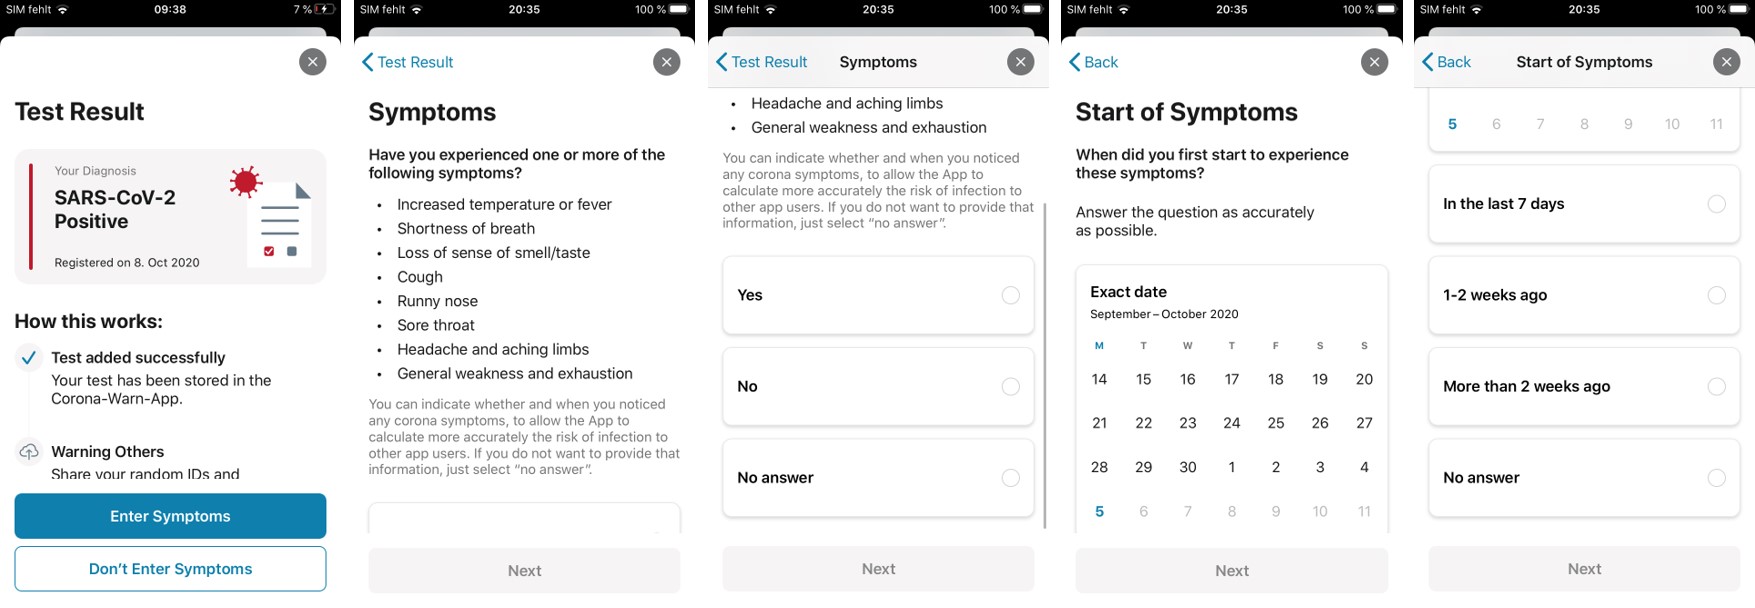 SIM fehlt 09:38 7 %
Test Result
Your Diagnosis
SARS-CoV-2
Positive
Registered on 8. Oct 2020
How this works:
Test added successfully
Your test has been stored in the
Corona-Warn-App.
Warning Others
Share your random IDs and
Enter Symptoms
Don't Enter Symptoms
SIM fehlt 20:35 100 %
Test Result
Symptoms
Have you experienced one or more of the
following symptoms?
• Increased temperature or fever
• Shortness of breath
• Loss of sense of smell/taste
• Cough
• Runny nose
• Sore throat
• Headache and aching limbs
• General weakness and exhaustion
You can indicate whether and when you noticed
any corona symptoms, to allow the App to
calculate more accurately the risk of infection to
other app users. If you do not want to provide that
information, just select “no answer”.
Next
SIM fehlt 20:35 100 %
Test Result Symptoms
• Headache and aching limbs
• General weakness and exhaustion
You can indicate whether and when you noticed
any corona symptoms, to allow the App to
calculate more accurately the risk of infection to
other app users. If you do not want to provide that
information, just select “no answer”.
Yes
No
No answer
Next
SIM fehlt 20:35 100 %
Back
Start of Symptoms
When did you first start to experience
these symptoms?
Answer the question as accurately
as possible.
Exact date
September – October 2020
M T W T F S S
14 15 16 17 18 19 20
21 22 23 24 25 26 27
28 29 30 1 2 3 4
5 6 7 8 9 10 11
Next
SIM fehlt 20:35 100 %
Back Start of Symptoms
5 6 7 8 9 10 11
In the last 7 days
1-2 weeks ago
More than 2 weeks ago
No answer
Next